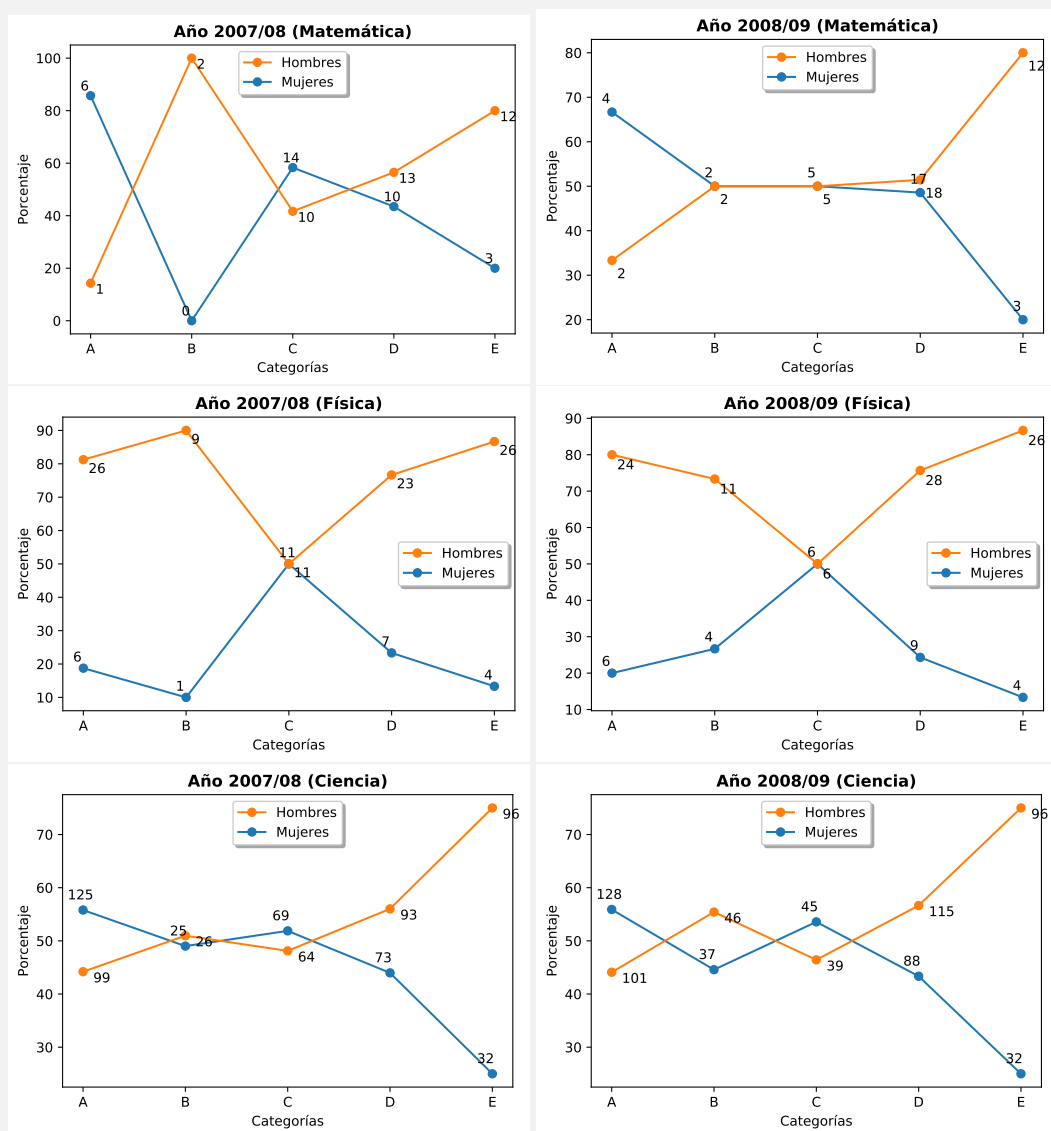 Año 2007/08 (Matemática)
Porcentaje
100
80
60
40
20
0
Hombres
Mujeres
6
2
14
10
13
10
12
3
1
0
A B C D E
Categorías
Año 2008/09 (Matemática)
Porcentaje
80
70
60
50
40
30
20
Hombres
Mujeres
4
2
2
2
5
5
17
18
12
3
A B C D E
Categorías
Año 2007/08 (Física)
Porcentaje
90
80
70
60
50
40
30
20
10
Hombres
Mujeres
26
9
11
11
23
26
6
1
7
4
A B C D E
Categorías
Año 2008/09 (Física)
Porcentaje
90
80
70
60
50
40
30
20
10
Hombres
Mujeres
24
11
6
6
28
26
6
4
9
4
A B C D E
Categorías
Año 2007/08 (Ciencia)
Porcentaje
70
60
50
40
30
Hombres
Mujeres
125
99
25
26
69
64
93
73
96
32
A B C D E
Categorías
Año 2008/09 (Ciencia)
Porcentaje
70
60
50
40
30
Hombres
Mujeres
128
101
46
37
45
39
115
88
96
32
A B C D E
Categorías